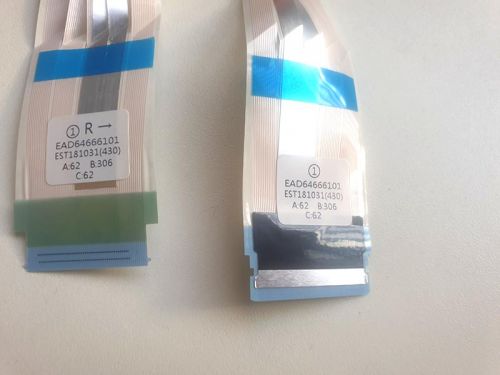 ① R →
EAD64666101
EST181031(430)
A:62 B:306
C:62
①
EAD64666101
EST181031(430)
A:62 B:306
C:62